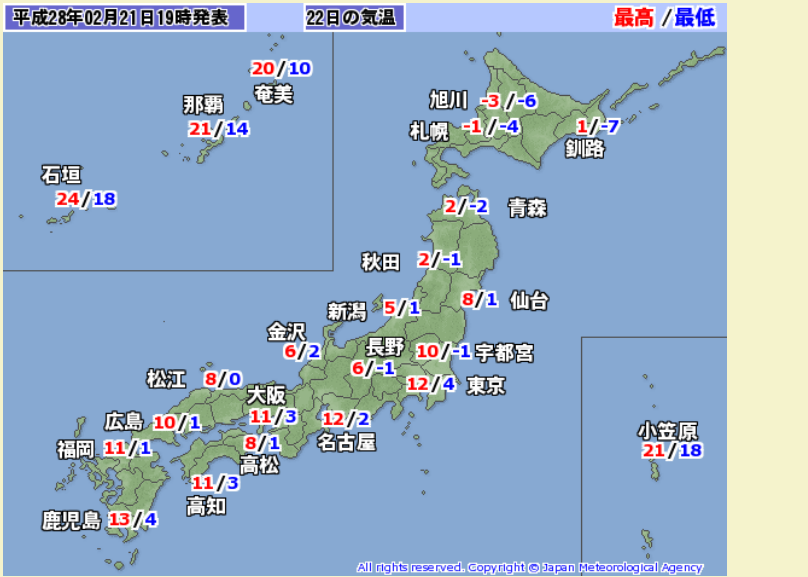 平成28年02月21日19時発表
22日の気温
最高 / 最低
20/10
奄美
那覇
21/14
石垣
24/18
旭川 -3/-6
札幌 -1/-4
1/-7
釧路
2/-2 青森
秋田 2/-1
8/1 仙台
新潟 5/1
金沢
6/2
長野
6/-1
10/-1 宇都宮
12/4 東京
松江 8/0
大阪
11/3
12/2
名古屋
広島 10/1
福岡 11/1
8/1
高松
11/3
高知
鹿児島 13/4
小笠原
21/18
All rights reserved. Copyright © Japan Meteorological Agency